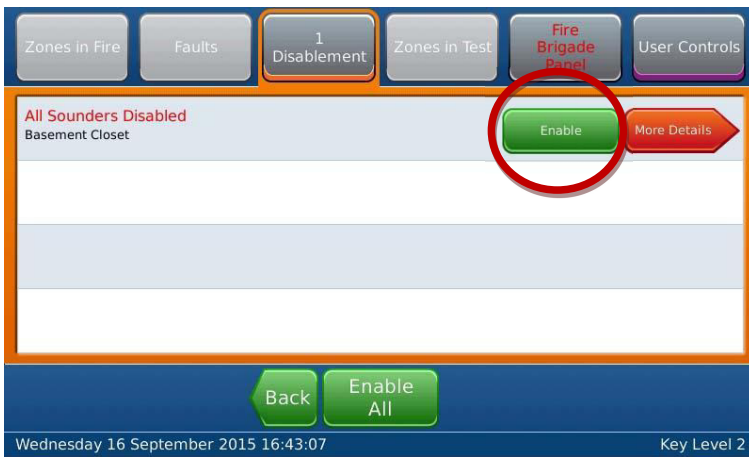 Zones in Fire
Faults
1
Disablement
Zones in Test
Fire
Brigade
Panel
User Controls
All Sounders Disabled
Basement Closet
Enable
More Details
Back
Enable
All
Wednesday 16 September 2015 16:43:07
Key Level 2